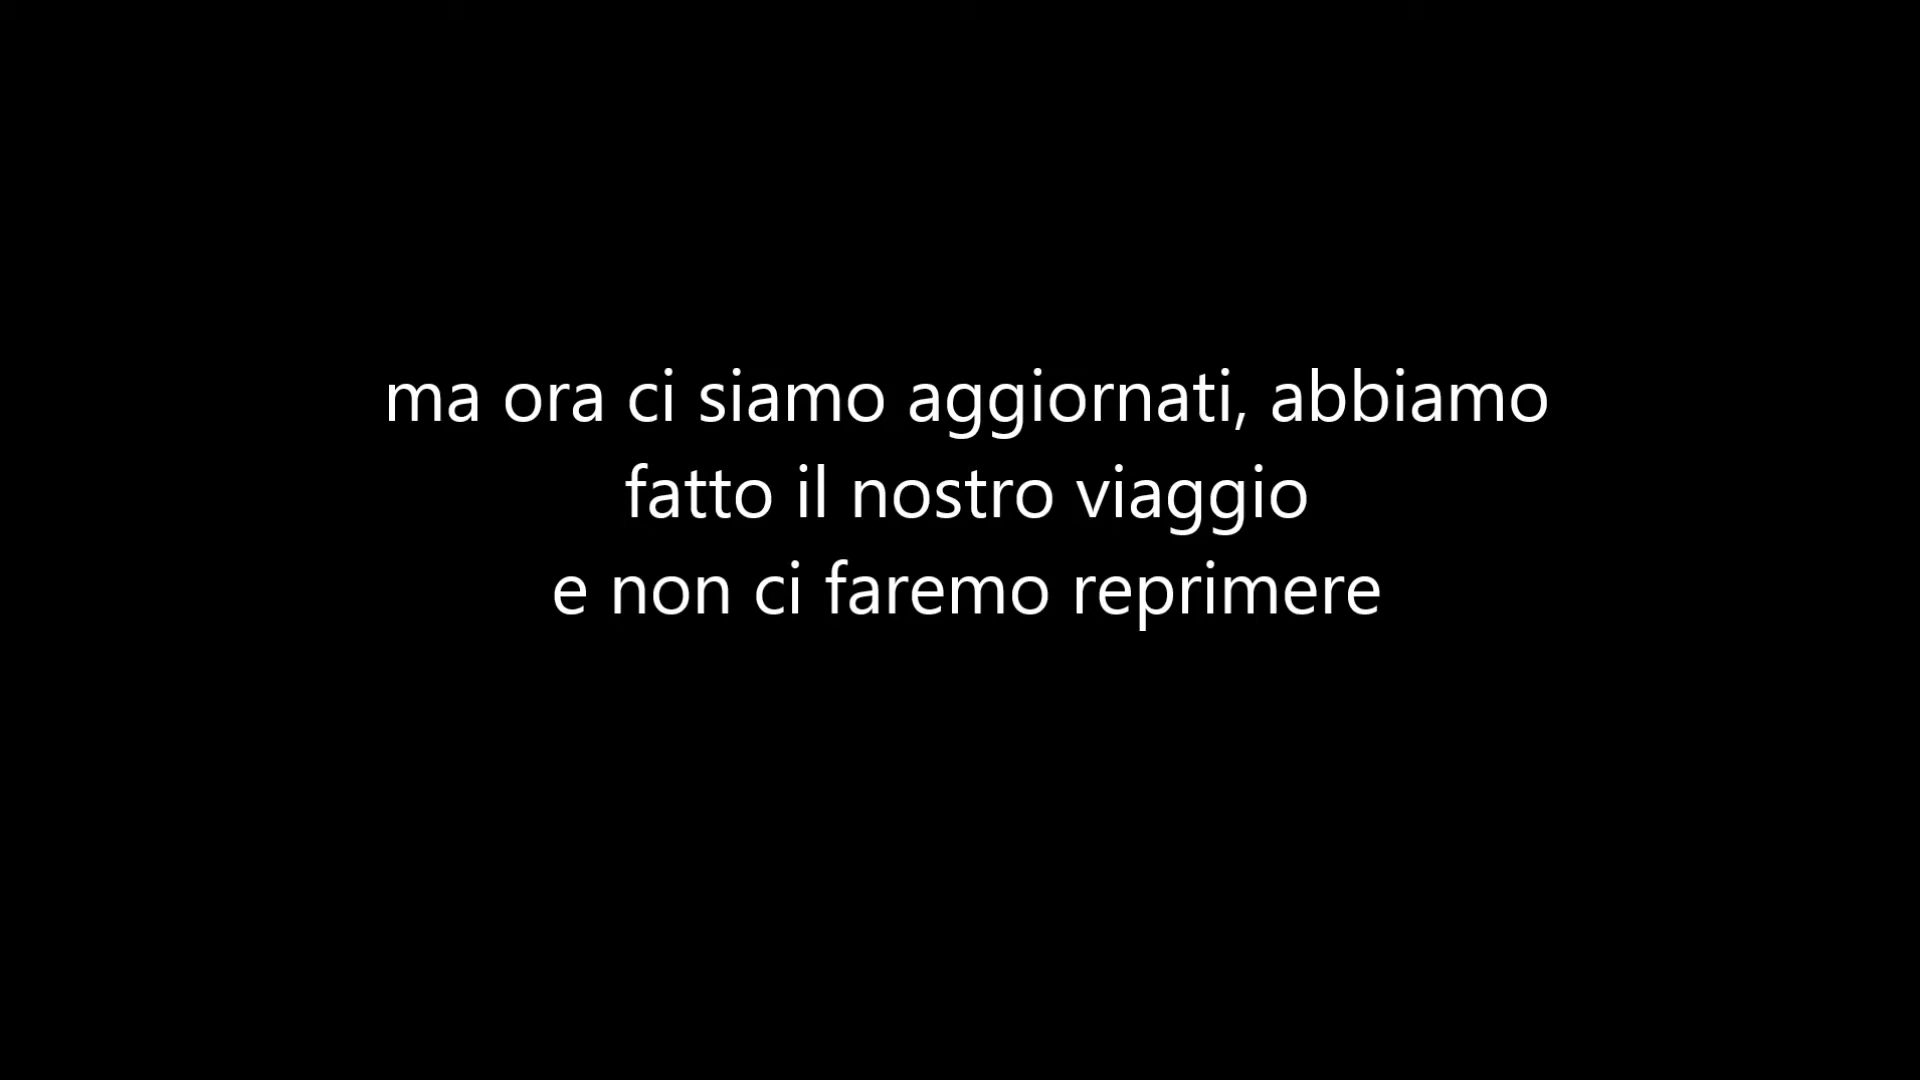 ma ora ci siamo aggiornati, abbiamo
fatto il nostro viaggio
e non ci faremo reprimere